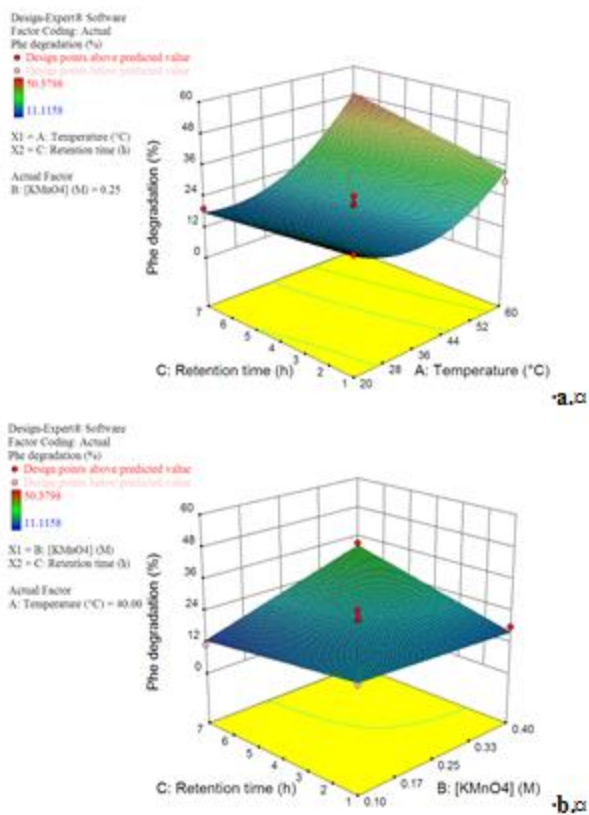 Design-Expert® Software
Factor Coding: Actual
Phe degradation (%)
Design points above predicted value
Design points below predicted value
50.3798
11.1158
X1 = A: Temperature (°C)
X2 = C: Retention time (h)
Actual Factor
B: [KMnO4] (M) = 0.25
Phe degradation (%)
60
48
36
24
12
0
7
6
5
4
3
2
1
20
28
36
44
52
60
C: Retention time (h)
A: Temperature (°C)
a.¤
Design-Expert® Software
Factor Coding: Actual
Phe degradation (%)
Design points above predicted value
Design points below predicted value
50.3798
11.1158
X1 = B: [KMnO4] (M)
X2 = C: Retention time (h)
Actual Factor
A: Temperature (°C) = 40.00
Phe degradation (%)
60
48
36
24
12
0
7
6
5
4
3
2
1
0.10
0.17
0.25
0.33
0.40
C: Retention time (h)
B: [KMnO4] (M)
b.¤